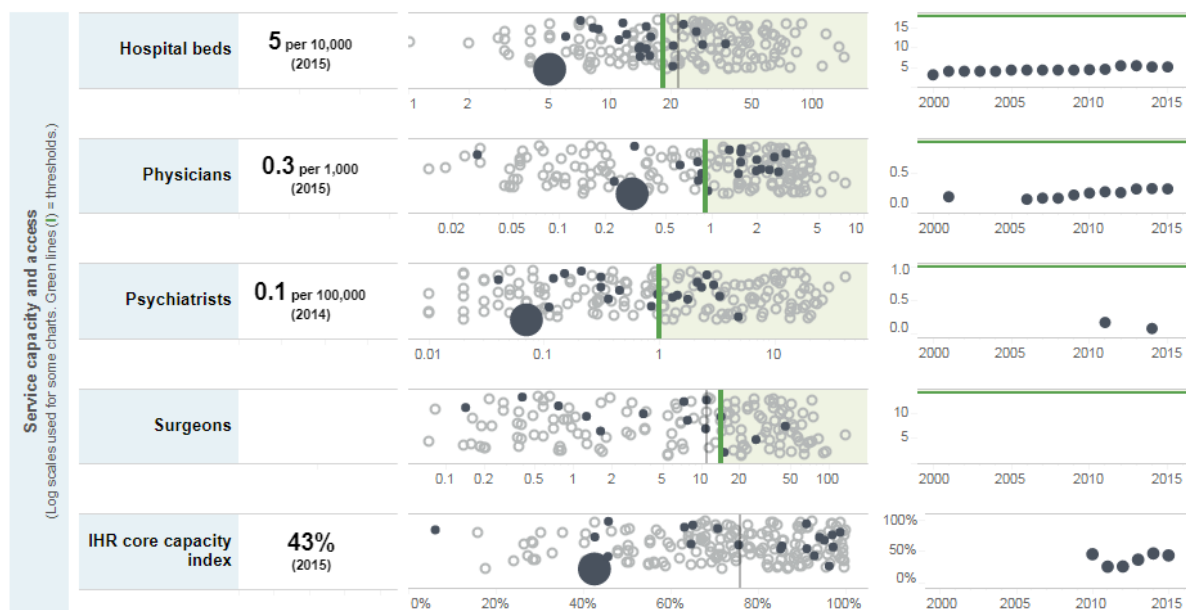 Service capacity and access
(Log scales used for some charts. Green lines (I) = thresholds.)
Hospital beds
5 per 10,000
(2015)
1 2 5 10 20 50 100
15
10
5
2000 2005 2010 2015
Physicians
0.3 per 1,000
(2015)
0.02 0.05 0.1 0.2 0.5 1 2 5 10
0.5
0.0
2000 2005 2010 2015
Psychiatrists
0.1 per 100,000
(2014)
0.01 0.1 1 10
1.0
0.5
0.0
2000 2005 2010 2015
Surgeons
0.1 0.2 0.5 1 2 5 10 20 50 100
10
5
2000 2005 2010 2015
IHR core capacity
index
43%
(2015)
0% 20% 40% 60% 80% 100%
100%
50%
0%
2000 2005 2010 2015